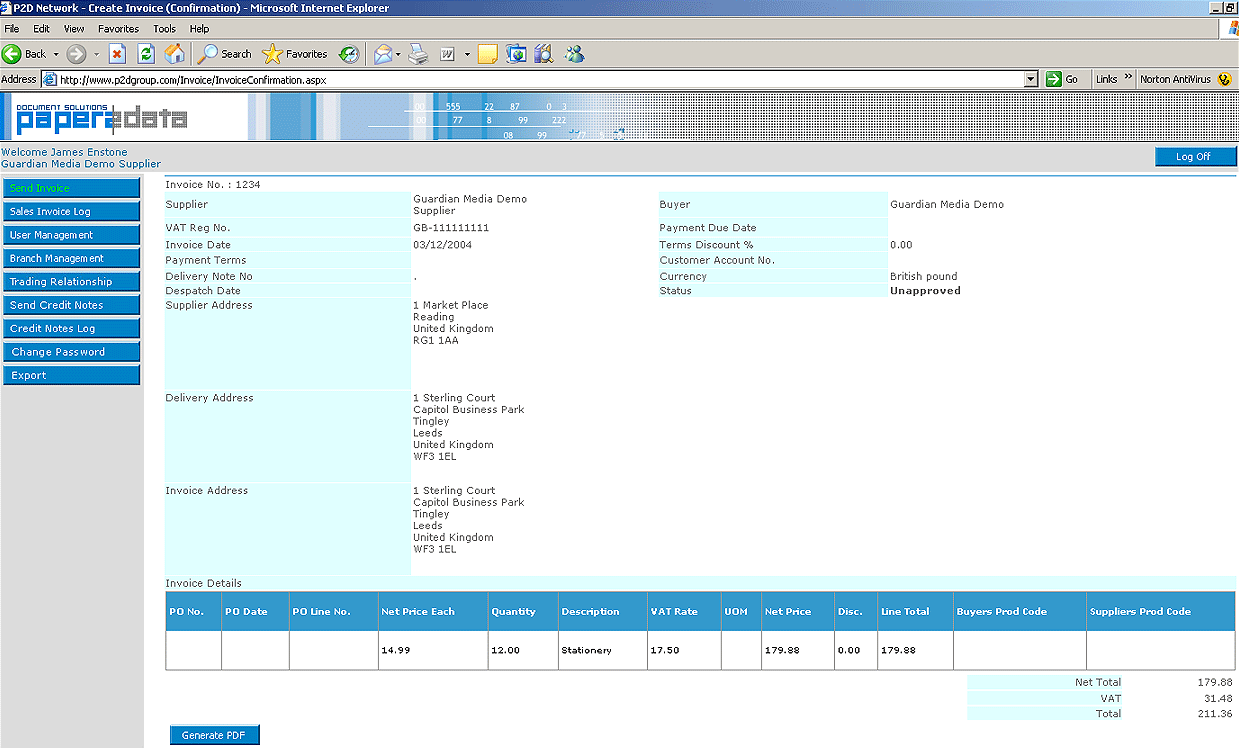 P2D Network - Create Invoice (Confirmation) - Microsoft Internet Explorer
File Edit View Favorites Tools Help
Back Search Favorites
Address http://www.p2dgroup.com/Invoice/InvoiceConfirmation.aspx Go Links » Norton AntiVirus
DOCUMENT SOLUTIONS
paper2data
00 555 22 87 0 3
00 77 8 99 222
08 99 77 5
Welcome James Enstone
Guardian Media Demo Supplier
Log Off
Send Invoice
Sales Invoice Log
User Management
Branch Management
Trading Relationship
Send Credit Notes
Credit Notes Log
Change Password
Export
Invoice No. : 1234
Supplier Guardian Media Demo Supplier Buyer Guardian Media Demo
VAT Reg No. GB-111111111 Payment Due Date
Invoice Date 03/12/2004 Terms Discount % 0.00
Payment Terms Customer Account No.
Delivery Note No . Currency British pound
Despatch Date Status Unapproved
Supplier Address 1 Market Place
Reading
United Kingdom
RG1 1AA
Delivery Address 1 Sterling Court
Capitol Business Park
Tingley
Leeds
United Kingdom
WF3 1EL
Invoice Address 1 Sterling Court
Capitol Business Park
Tingley
Leeds
United Kingdom
WF3 1EL
Invoice Details
PO No. PO Date PO Line No. Net Price Each Quantity Description VAT Rate UOM Net Price Disc. Line Total Buyers Prod Code Suppliers Prod Code
14.99 12.00 Stationery 17.50 179.88 0.00 179.88
Net Total 179.88
VAT 31.48
Total 211.36
Generate PDF